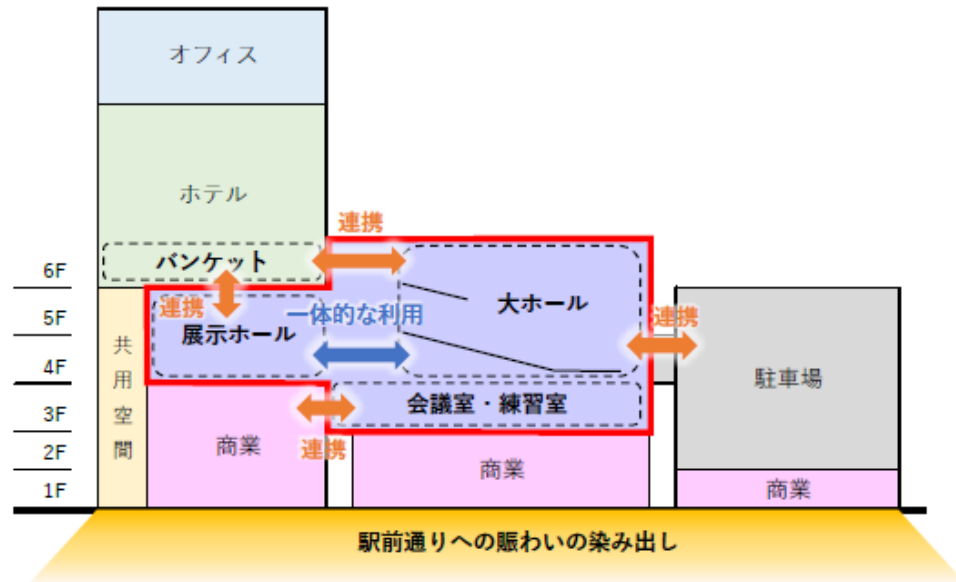 オフィス
ホテル
連携
バンケット
6F
連携
一体的な利用
大ホール
5F
展示ホール
連携
共用空間
4F
駐車場
会議室・練習室
3F
商業
連携
2F
商業
1F
商業
駅前通りへの賑わいの染み出し